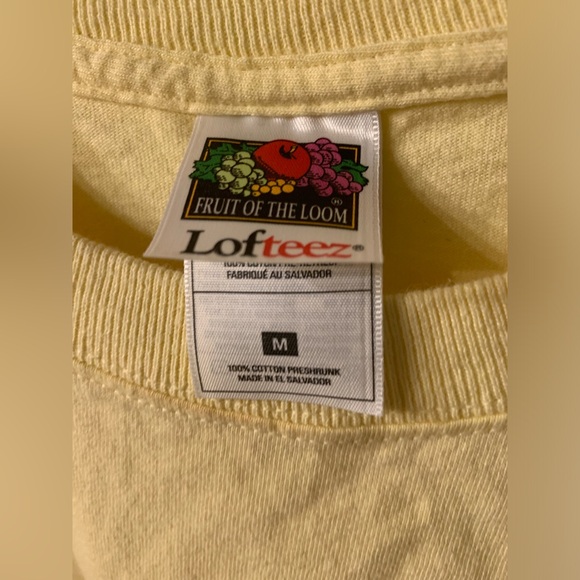 FRUIT OF THE LOOM ®
Lofteez®
FABRIQUÉ AU SALVADOR
M
100% COTTON PRESHRUNK
MADE IN EL SALVADOR